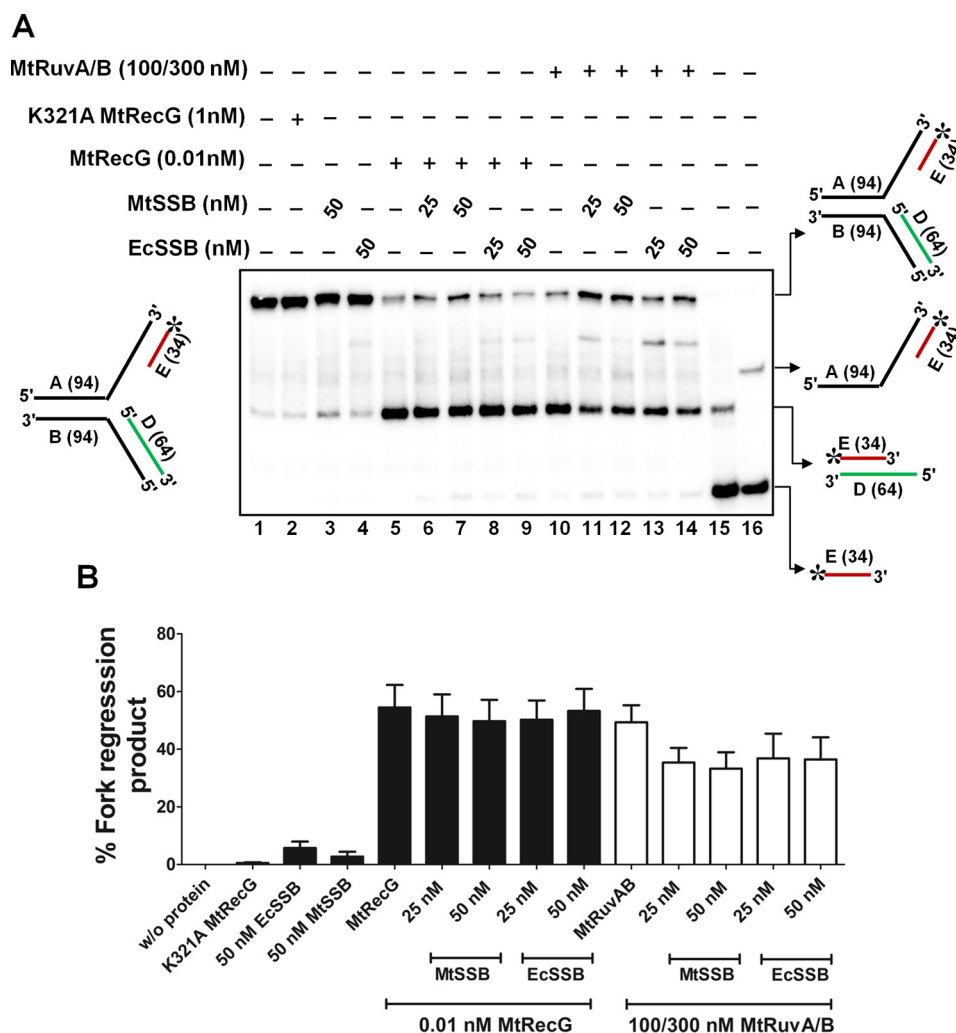 A
MtRuvA/B (100/300 nM) – – – – – – – – – + + + + + – –
K321A MtRecG (1nM) – + – – – – – – – – – – – – – –
MtRecG (0.01nM) – – – – + + + + + – – – – – – –
MtSSB (nM) – – 50 – – 25 50 – – – 25 50 – – – –
EcSSB (nM) – – – 50 – – – 25 50 – – – 25 50 – –
3'
*
E (34)
A (94)
5'
3'
B (94)
5'
D (64)
5'
3'
3'
*
E (34)
A (94)
5'
3'
B (94)
5'
D (64)
5'
3'
3'
*
E (34)
A (94)
5'
E (34)
*
3'
3'
5'
D (64)
E (34)
*
3'
1 2 3 4 5 6 7 8 9 10 11 12 13 14 15 16
B
% Fork regresssion
product
80
60
40
20
0
w/o protein
K321A MtRecG
50 nM EcSSB
50 nM MtSSB
MtRecG
25 nM
50 nM
25 nM
50 nM
MtRuvAB
25 nM
50 nM
25 nM
50 nM
MtSSB EcSSB MtSSB EcSSB
0.01 nM MtRecG 100/300 nM MtRuvA/B